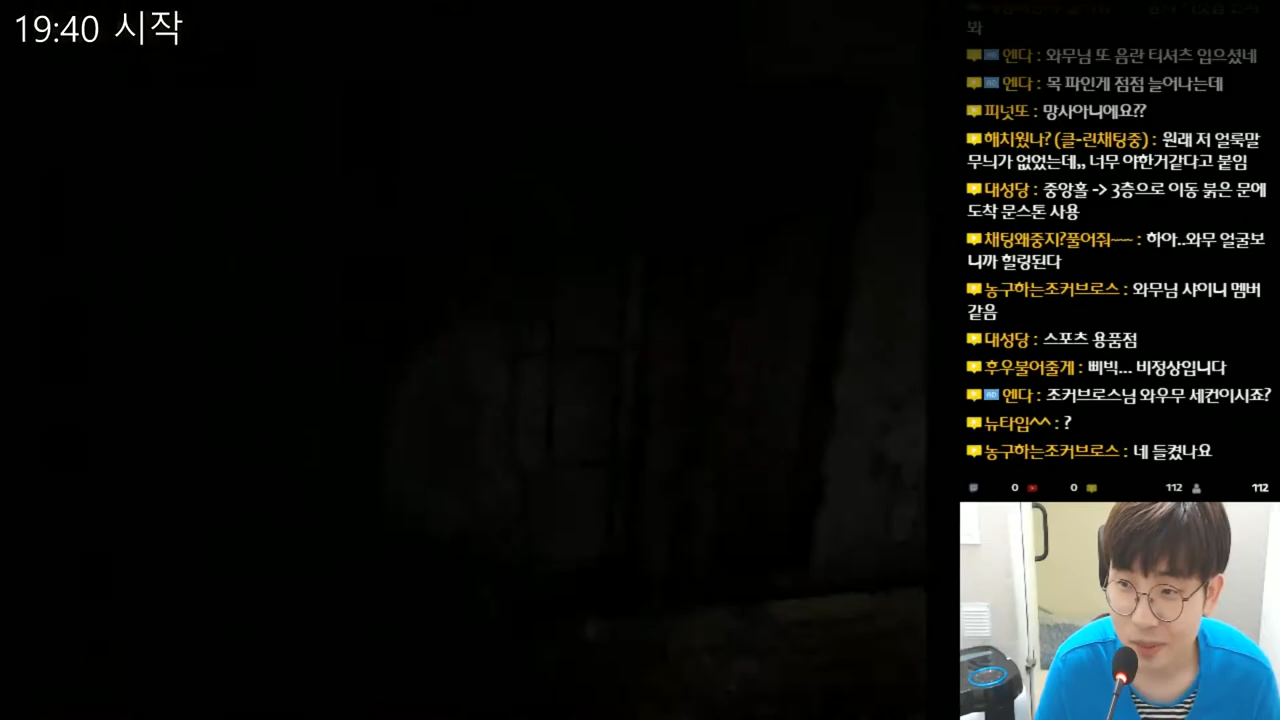 19:40 시작
봐
엔다 : 와무님 또 음란 티셔츠 입으셨네
엔다 : 목 파인게 점점 늘어나는데
피넛또 : 망사아니에요??
해치웠나? (클-린채팅중) : 원래 저 얼룩말
무늬가 없었는데,, 너무 야한거같다고 붙임
대성당 : 중앙홀 -> 3층으로 이동 붉은 문에
도착 문스톤 사용
채팅왜중지?풀어줘~~~ : 하아..와무 얼굴보
니까 힐링된다
농구하는조커브로스 : 와무님 샤이니 멤버
같음
대성당 : 스포츠 용품점
후우불어줄게 : 삐빅... 비정상입니다
엔다 : 조커브로스님 와우무 세컨이시죠?
뉴타입^^ : ?
농구하는조커브로스 : 네 들켰나요
0 0 112 112